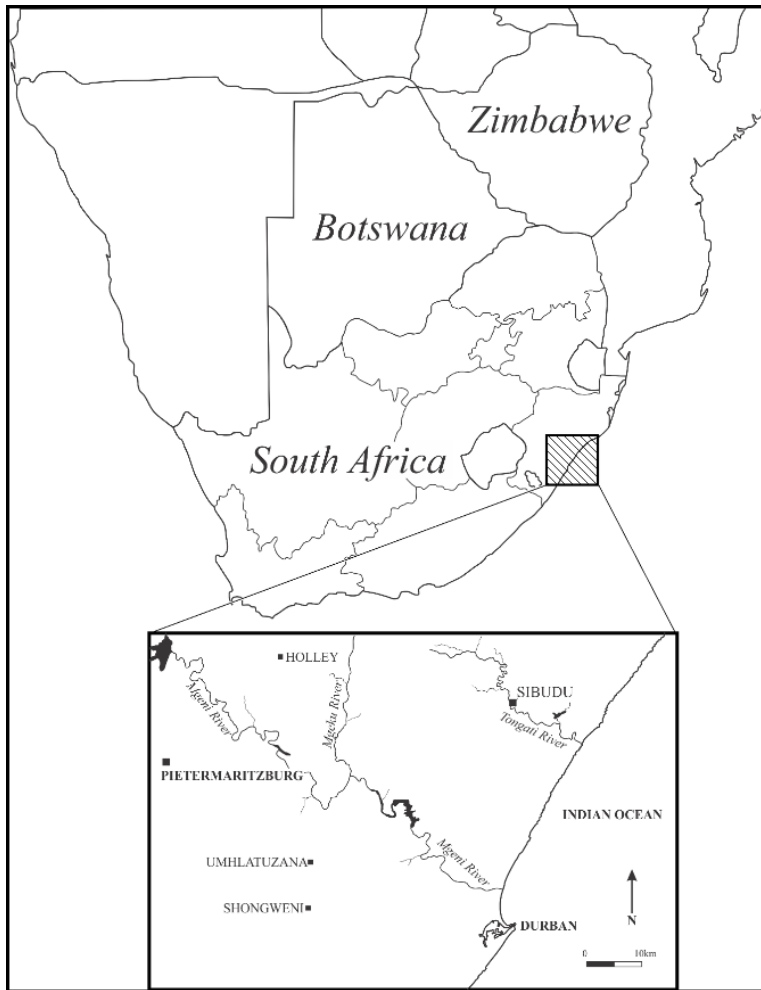 Zimbabwe
Botswana
South Africa
HOLLEY
SIBUDU
Mgeni River
Mqeku River
Tongati River
PIETERMARITZBURG
INDIAN OCEAN
UMHLATUZANA
Mgeni River
SHONGWENI
DURBAN
N
0 10km